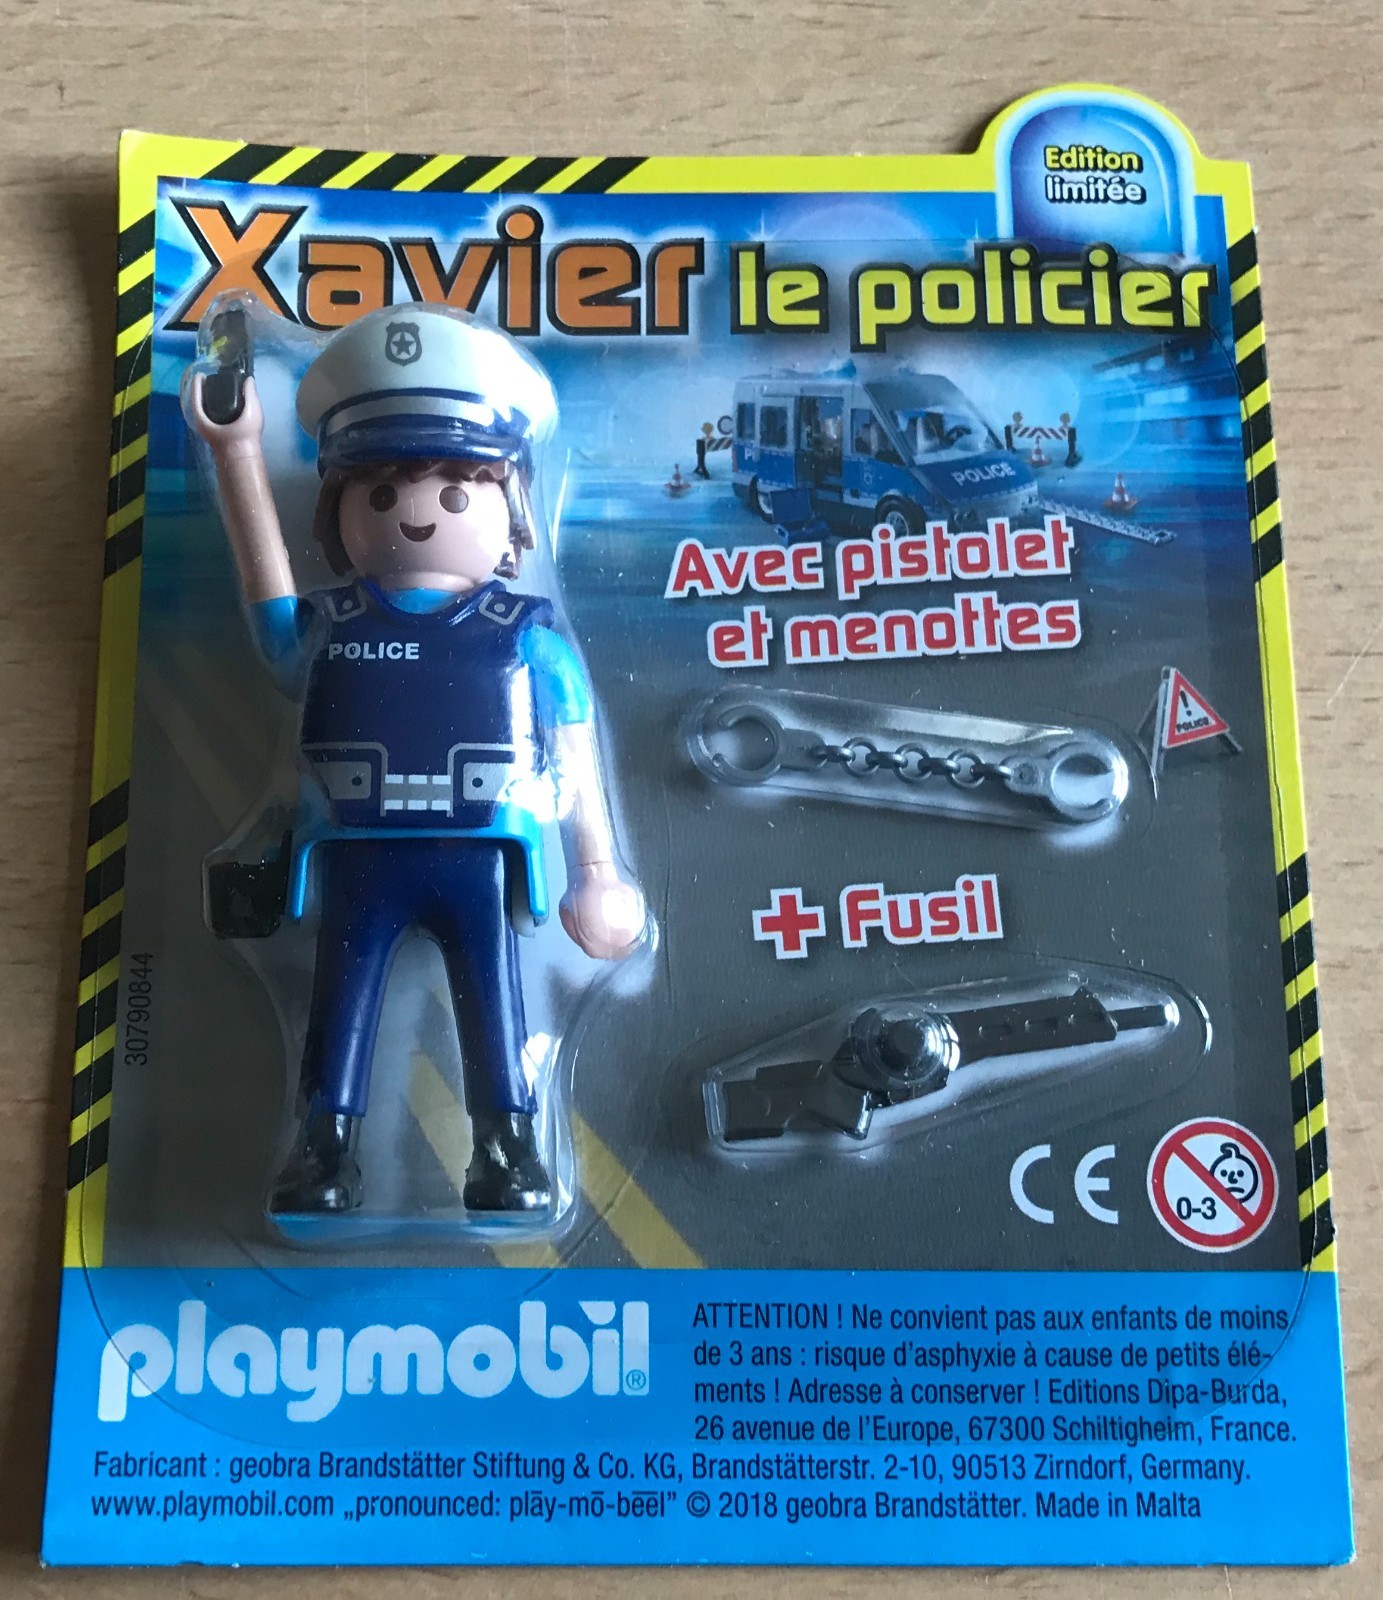 Edition
limitée
Xavier le policier
POLICE
Avec pistolet
et menottes
POLICE
POLICE
+ Fusil
30790844
CE
0-3
playmobil®
ATTENTION ! Ne convient pas aux enfants de moins
de 3 ans : risque d'asphyxie à cause de petits élé-
ments ! Adresse à conserver ! Editions Dipa-Burda,
26 avenue de l'Europe, 67300 Schiltigheim, France.
Fabricant : geobra Brandstätter Stiftung & Co. KG, Brandstätterstr. 2-10, 90513 Zirndorf, Germany.
www.playmobil.com „pronounced: plāy-mō-bēēl” © 2018 geobra Brandstätter. Made in Malta